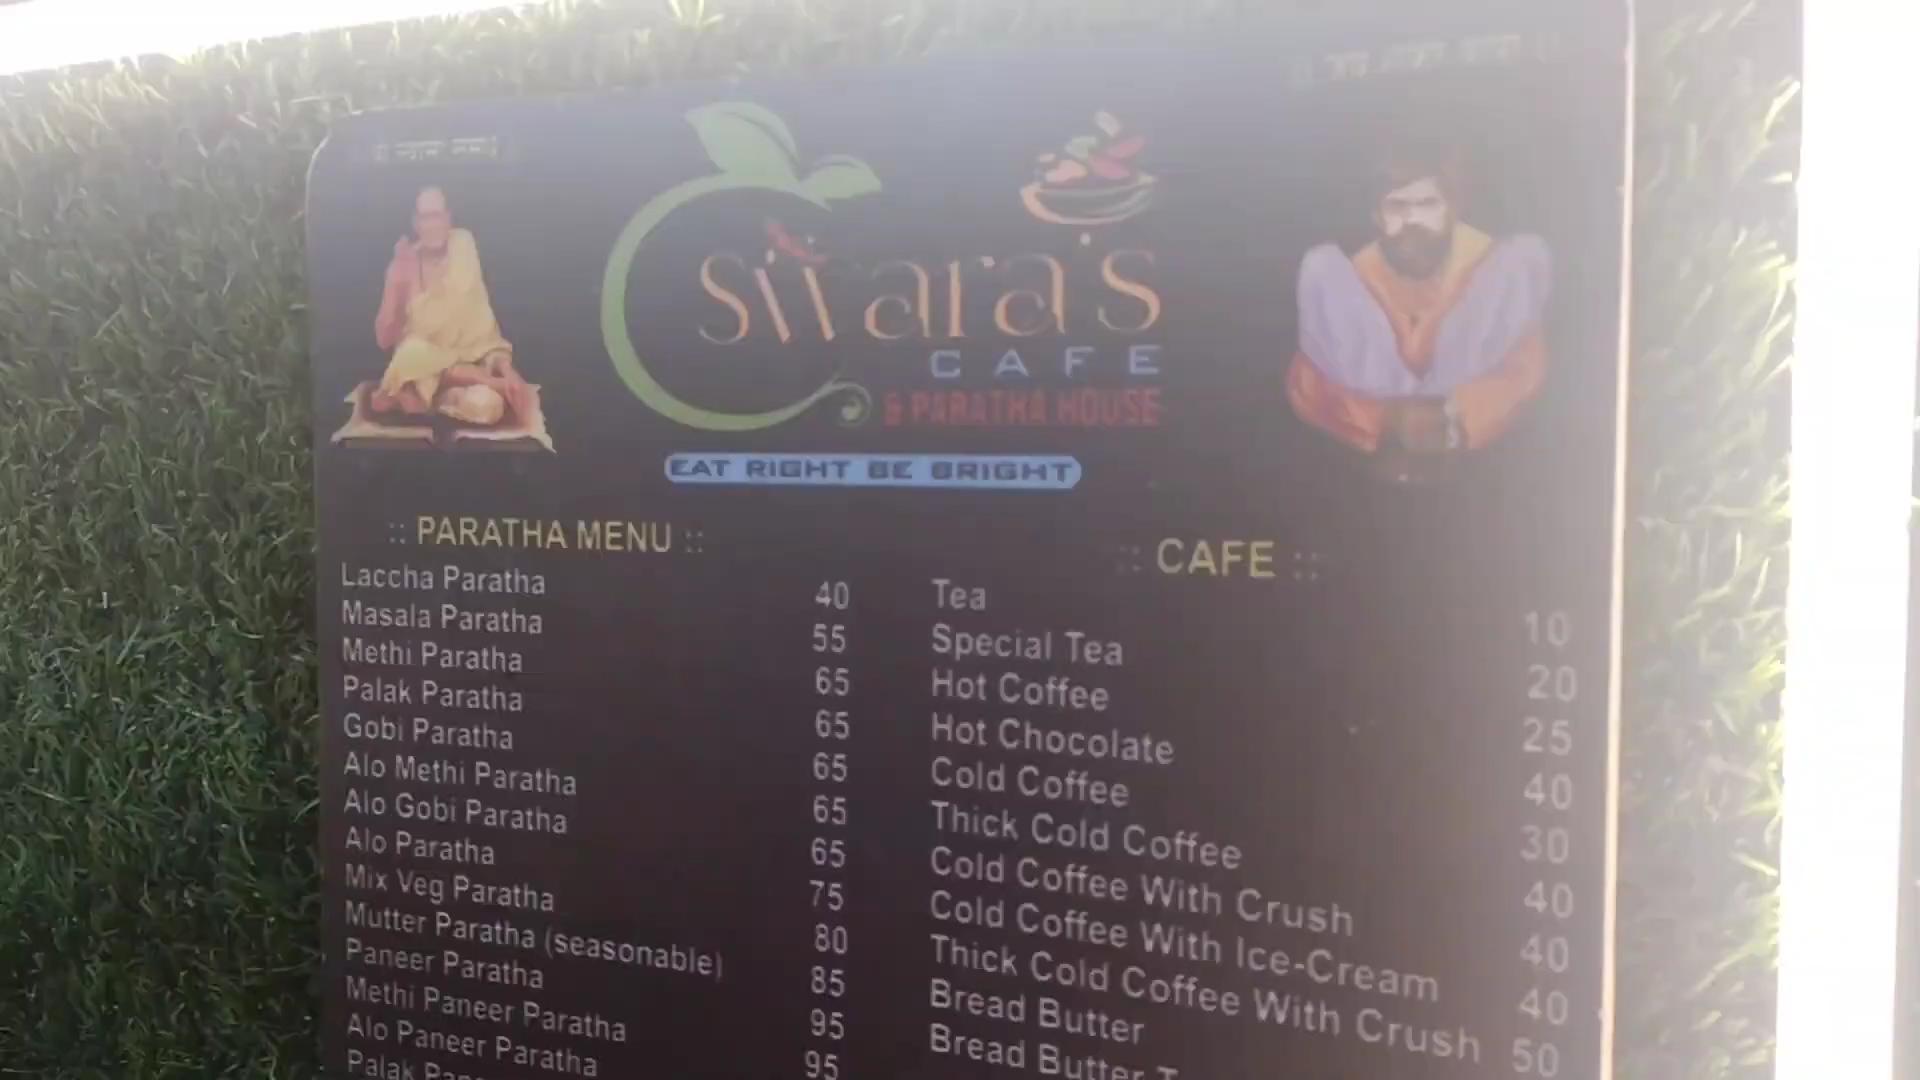 Swara's
CAFE
& PARATHA HOUSE
EAT RIGHT BE BRIGHT
:: PARATHA MENU ::
Laccha Paratha 40
Masala Paratha 55
Methi Paratha 65
Palak Paratha 65
Gobi Paratha 65
Alo Methi Paratha 65
Alo Gobi Paratha 65
Alo Paratha 75
Mix Veg Paratha 80
Mutter Paratha (seasonable) 85
Paneer Paratha 95
Methi Paneer Paratha 95
Alo Paneer Paratha
Palak
:: CAFE ::
Tea 10
Special Tea 20
Hot Coffee 25
Hot Chocolate 40
Cold Coffee 30
Thick Cold Coffee 40
Cold Coffee With Crush 40
Cold Coffee With Ice-Cream 40
Thick Cold Coffee With Crush 50
Bread Butter
Bread Butter